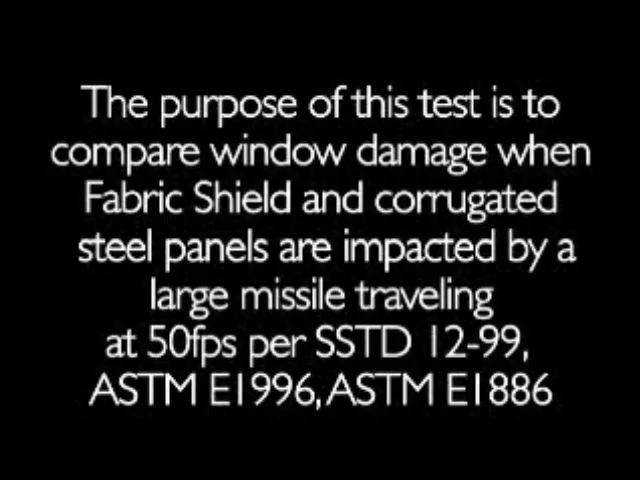 The purpose of this test is to
compare window damage when
Fabric Shield and corrugated
steel panels are impacted by a
large missile traveling
at 50fps per SSTD 12-99,
ASTM E1996, ASTM E1886